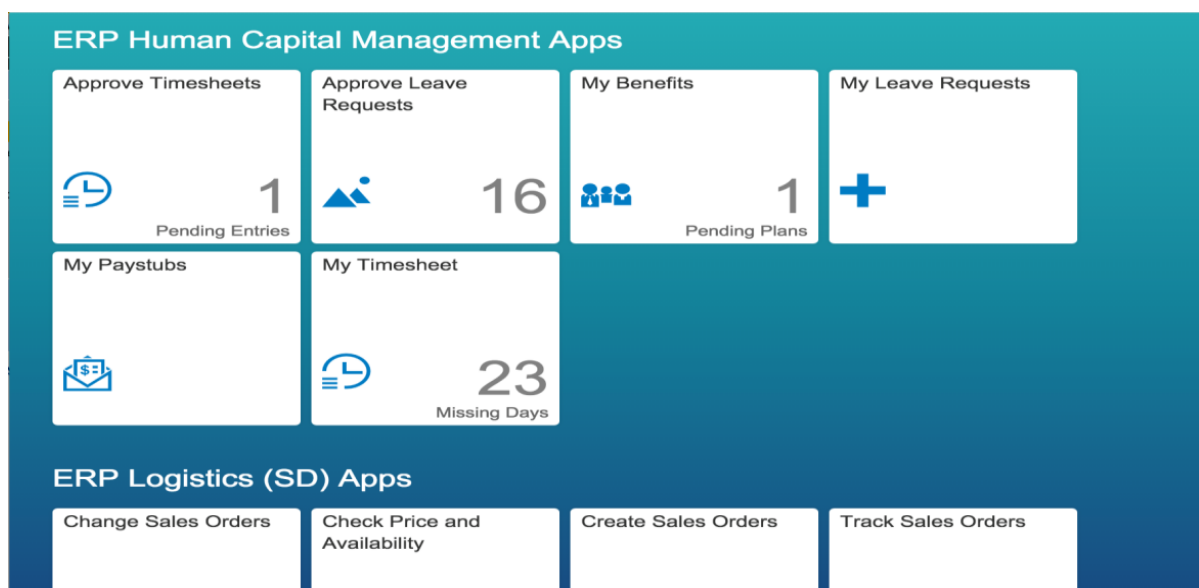 ERP Human Capital Management Apps
Approve Timesheets
1
Pending Entries
Approve Leave
Requests
16
My Benefits
1
Pending Plans
My Leave Requests
My Paystubs
$
My Timesheet
23
Missing Days
ERP Logistics (SD) Apps
Change Sales Orders
Check Price and
Availability
Create Sales Orders
Track Sales Orders